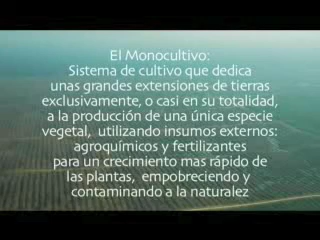 El Monocultivo:
Sistema de cultivo que dedica
unas grandes extensiones de tierras
exclusivamente, o casi en su totalidad,
a la producción de una única especie
vegetal, utilizando insumos externos:
agroquímicos y fertilizantes
para un crecimiento mas rápido de
las plantas, empobreciendo y
contaminando a la naturalez